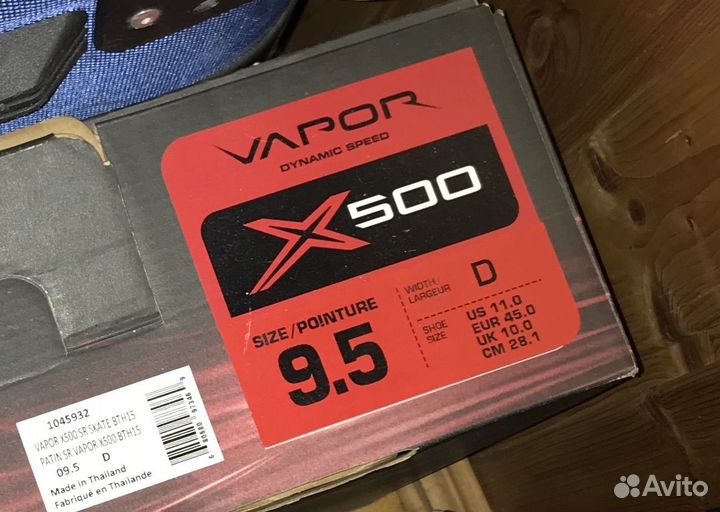 VAPOR
DYNAMIC SPEED
X500
SIZE/POINTURE
9.5
WIDTH/
LARGEUR
D
SHOE
SIZE
US 11.0
EUR 45.0
UK 10.0
CM 28.1
1045932
VAPOR X500 SR SKATE BTH15
PATIN SR VAPOR X500 BTH15
09.5 D
Made in Thailand
Fabriqué en Thailande
Avito